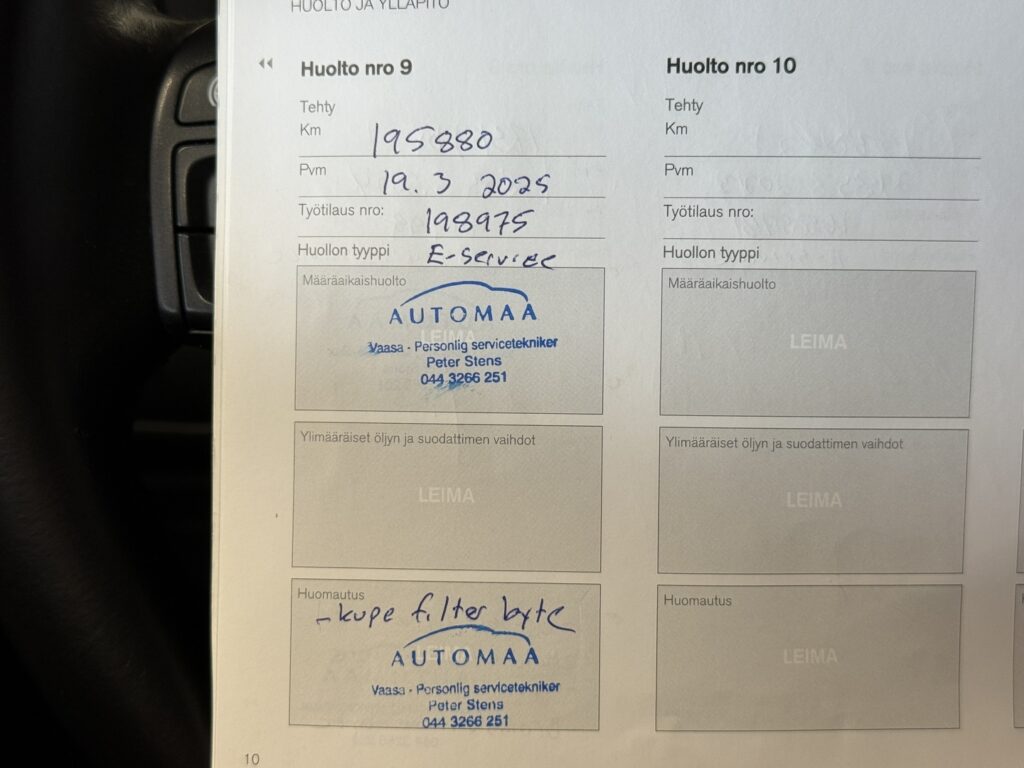 HUOLTO JA YLLÄPITO
Huolto nro 9
Tehty
Km 195880
Pvm 19.3 2025
Työtilaus nro: 198975
Huollon tyyppi E-service
Määräaikaishuolto
LEIMA
AUTOMAA
Vaasa - Personlig servicetekniker
Peter Stens
044 3266 251
Ylimääräiset öljyn ja suodattimen vaihdot
LEIMA
Huomautus
- kupe filter byte
AUTOMAA
Vaasa - Personlig servicetekniker
Peter Stens
044 3266 251
10
Huolto nro 10
Tehty
Km
Pvm
Työtilaus nro:
Huollon tyyppi
Määräaikaishuolto
LEIMA
Ylimääräiset öljyn ja suodattimen vaihdot
LEIMA
Huomautus
LEIMA